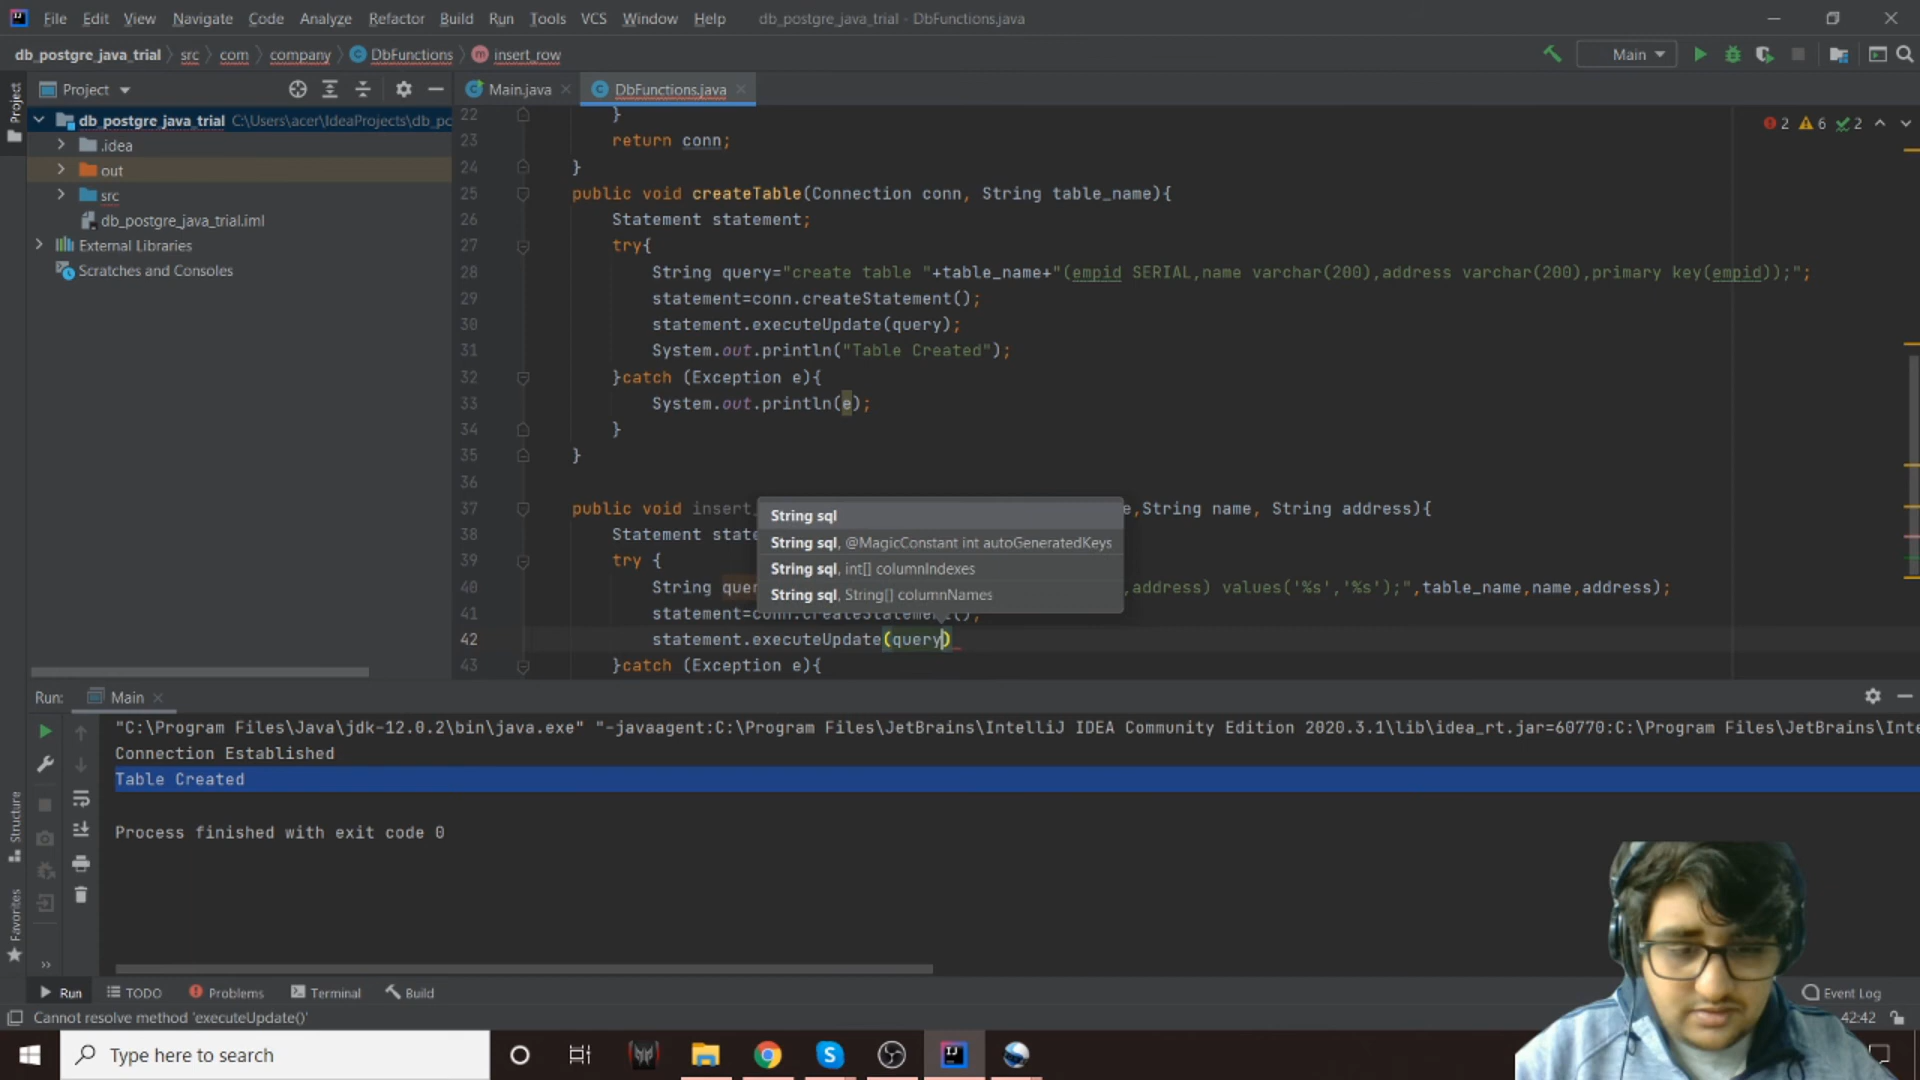 File Edit View Navigate Code Analyze Refactor Build Run Tools VCS Window Help db_postgre_java_trial - DbFunctions.java
db_postgre_java_trial src com company DbFunctions insert_row Main
Project Main.java DbFunctions.java
db_postgre_java_trial C:\Users\acer\IdeaProjects\db_po
.idea
out
src
db_postgre_java_trial.iml
External Libraries
Scratches and Consoles
2 6 2
22 }
23 return conn;
24 }
25 public void createTable(Connection conn, String table_name){
26 Statement statement;
27 try{
28 String query="create table "+table_name+"(empid SERIAL,name varchar(200),address varchar(200),primary key(empid));";
29 statement=conn.createStatement();
30 statement.executeUpdate(query);
31 System.out.println("Table Created");
32 }catch (Exception e){
33 System.out.println(e);
34 }
35 }
36
37 public void insert_ e,String name, String address){
38 Statement state
39 try {
40 String quer ,address) values('%s','%s');",table_name,name,address);
41 statement=conn.createStatement();
42 statement.executeUpdate(query)
43 }catch (Exception e){
String sql
String sql, @MagicConstant int autoGeneratedKeys
String sql, int[] columnIndexes
String sql, String[] columnNames
Run: Main
"C:\Program Files\Java\jdk-12.0.2\bin\java.exe" "-javaagent:C:\Program Files\JetBrains\IntelliJ IDEA Community Edition 2020.3.1\lib\idea_rt.jar=60770:C:\Program Files\JetBrains\Inte
Connection Established
Table Created
Process finished with exit code 0
Project
Structure
Favorites
Run TODO Problems Terminal Build Event Log
Cannot resolve method 'executeUpdate()' 42:42
Type here to search